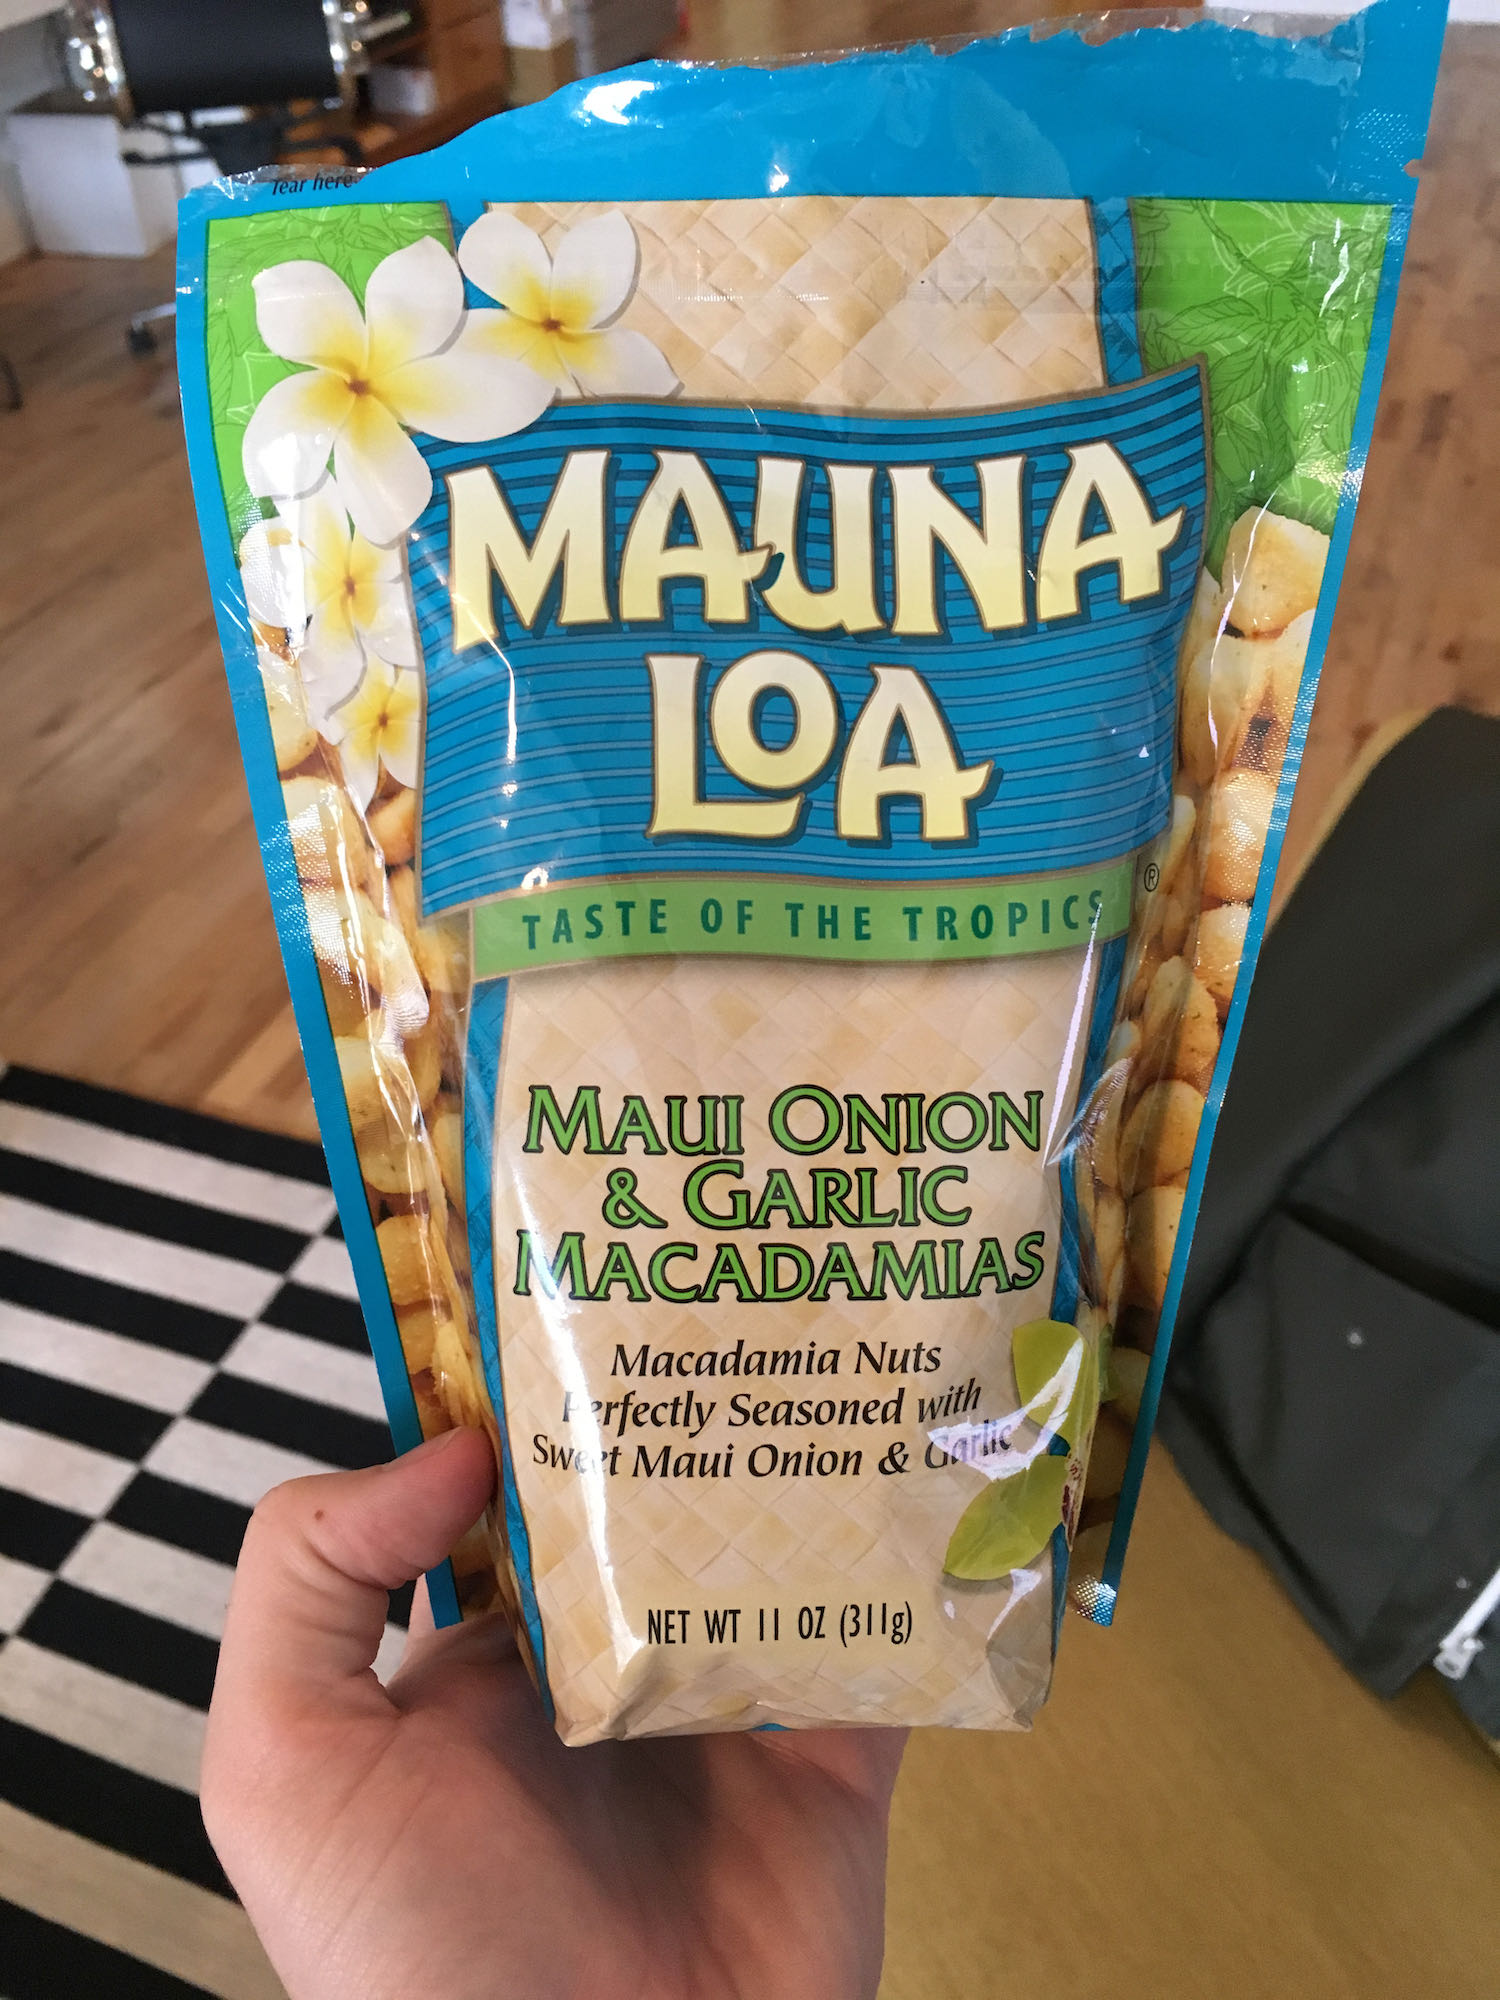 Tear here
MAUNA
LOA
®
TASTE OF THE TROPICS
MAUI ONION
& GARLIC
MACADAMIAS
Macadamia Nuts
Perfectly Seasoned with
Sweet Maui Onion & Garlic
NET WT 11 OZ (311g)